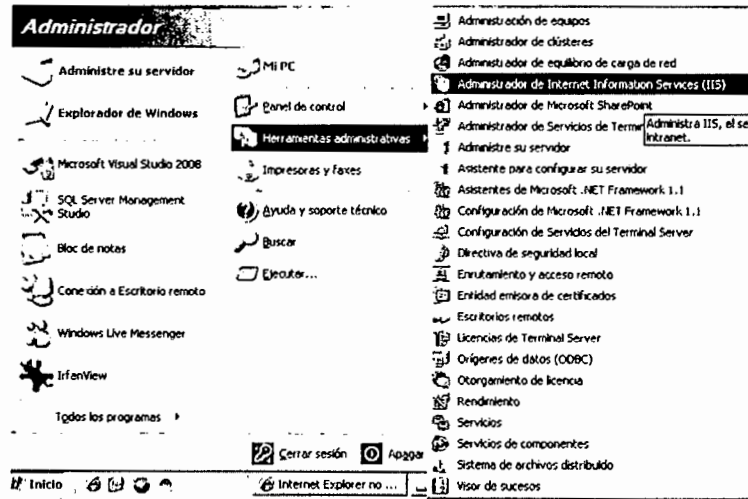 Administrador
Administre su servidor
Explorador de Windows
Microsoft Visual Studio 2008
SQL Server Management
Studio
Bloc de notas
Conexión a Escritorio remoto
Windows Live Messenger
IrfanView
Todos los programas
Mi PC
Panel de control
Herramientas administrativas
Impresoras y faxes
Ayuda y soporte técnico
Buscar
Ejecutar...
Cerrar sesión
Apagar
Inicio
Internet Explorer no ...
Administración de equipos
Administrador de clústeres
Administrador de equilibrio de carga de red
Administrador de Internet Information Services (IIS)
Administrador de Microsoft SharePoint
Administrador de Servicios de Termin
Administra IIS, el se
intranet.
Administre su servidor
Asistente para configurar su servidor
Asistentes de Microsoft .NET Framework 1.1
Configuración de Microsoft .NET Framework 1.1
Configuración de Servicios del Terminal Server
Directiva de seguridad local
Enrutamiento y acceso remoto
Entidad emisora de certificados
Escritorios remotos
Licencias de Terminal Server
Orígenes de datos (ODBC)
Otorgamiento de licencia
Rendimiento
Servicios
Servicios de componentes
Sistema de archivos distribuido
Visor de sucesos